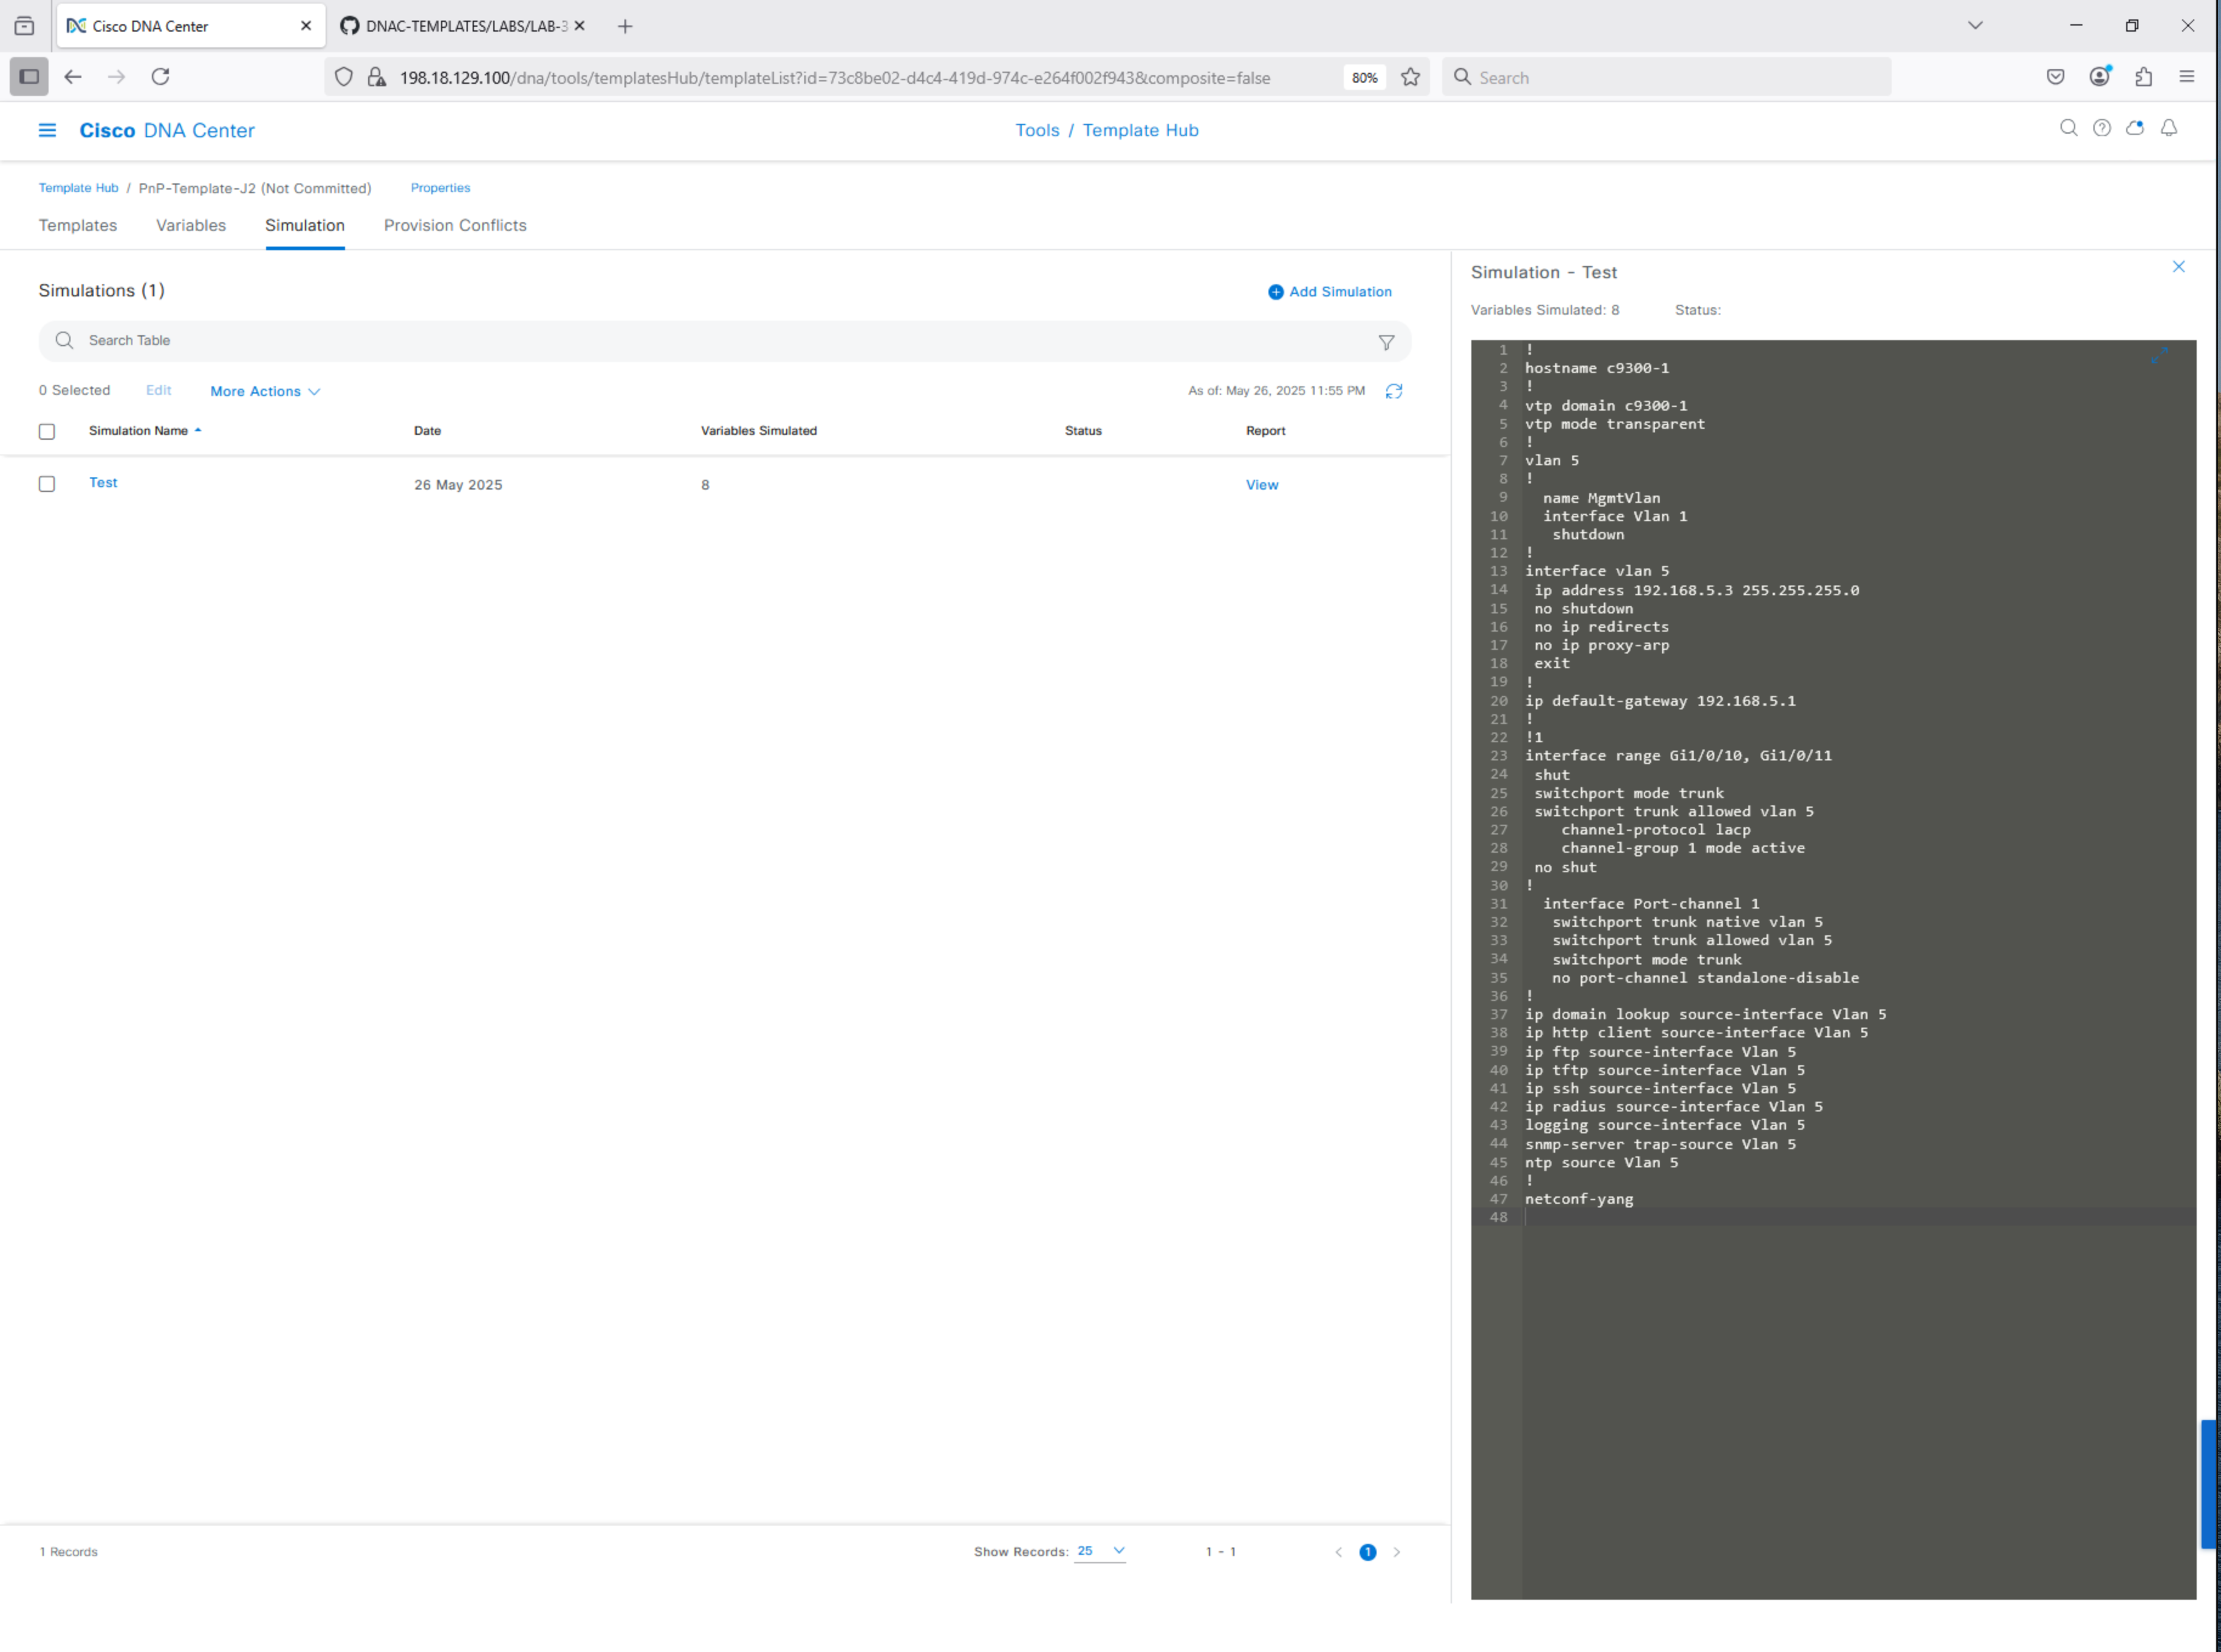 Cisco DNA Center
DNAC-TEMPLATES/LABS/LAB-3
198.18.129.100/dna/tools/templatesHub/templateList?id=73c8be02-d4c4-419d-974c-e264f002f943&composite=false
80%
Search
Cisco DNA Center
Tools / Template Hub
Template Hub / PnP-Template-J2 (Not Committed) Properties
Templates Variables Simulation Provision Conflicts
Simulations (1)
Add Simulation
Search Table
0 Selected Edit More Actions
As of: May 26, 2025 11:55 PM
Simulation Name Date Variables Simulated Status Report
Test 26 May 2025 8 View
1 Records
Show Records: 25 1 - 1 1
Simulation - Test
Variables Simulated: 8 Status:
1 !
2 hostname c9300-1
3 !
4 vtp domain c9300-1
5 vtp mode transparent
6 !
7 vlan 5
8 !
9 name MgmtVlan
10 interface Vlan 1
11 shutdown
12 !
13 interface vlan 5
14 ip address 192.168.5.3 255.255.255.0
15 no shutdown
16 no ip redirects
17 no ip proxy-arp
18 exit
19 !
20 ip default-gateway 192.168.5.1
21 !
22 !1
23 interface range Gi1/0/10, Gi1/0/11
24 shut
25 switchport mode trunk
26 switchport trunk allowed vlan 5
27 channel-protocol lacp
28 channel-group 1 mode active
29 no shut
30 !
31 interface Port-channel 1
32 switchport trunk native vlan 5
33 switchport trunk allowed vlan 5
34 switchport mode trunk
35 no port-channel standalone-disable
36 !
37 ip domain lookup source-interface Vlan 5
38 ip http client source-interface Vlan 5
39 ip ftp source-interface Vlan 5
40 ip tftp source-interface Vlan 5
41 ip ssh source-interface Vlan 5
42 ip radius source-interface Vlan 5
43 logging source-interface Vlan 5
44 snmp-server trap-source Vlan 5
45 ntp source Vlan 5
46 !
47 netconf-yang
48